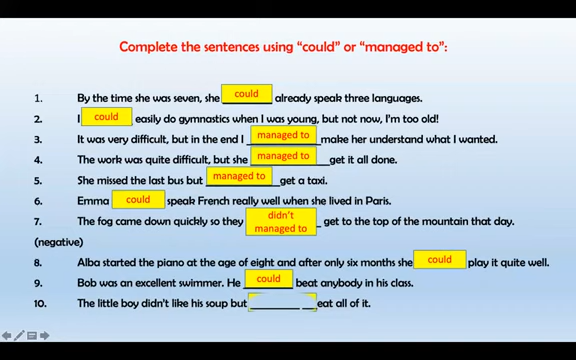 Complete the sentences using “could” or “managed to”:
1. By the time she was seven, she could already speak three languages.
2. I could easily do gymnastics when I was young, but not now, I'm too old!
3. It was very difficult, but in the end I managed to make her understand what I wanted.
4. The work was quite difficult, but she managed to get it all done.
5. She missed the last bus but managed to get a taxi.
6. Emma could speak French really well when she lived in Paris.
7. The fog came down quickly so they didn't managed to get to the top of the mountain that day.
(negative)
8. Alba started the piano at the age of eight and after only six months she could play it quite well.
9. Bob was an excellent swimmer. He could beat anybody in his class.
10. The little boy didn't like his soup but ____________ eat all of it.